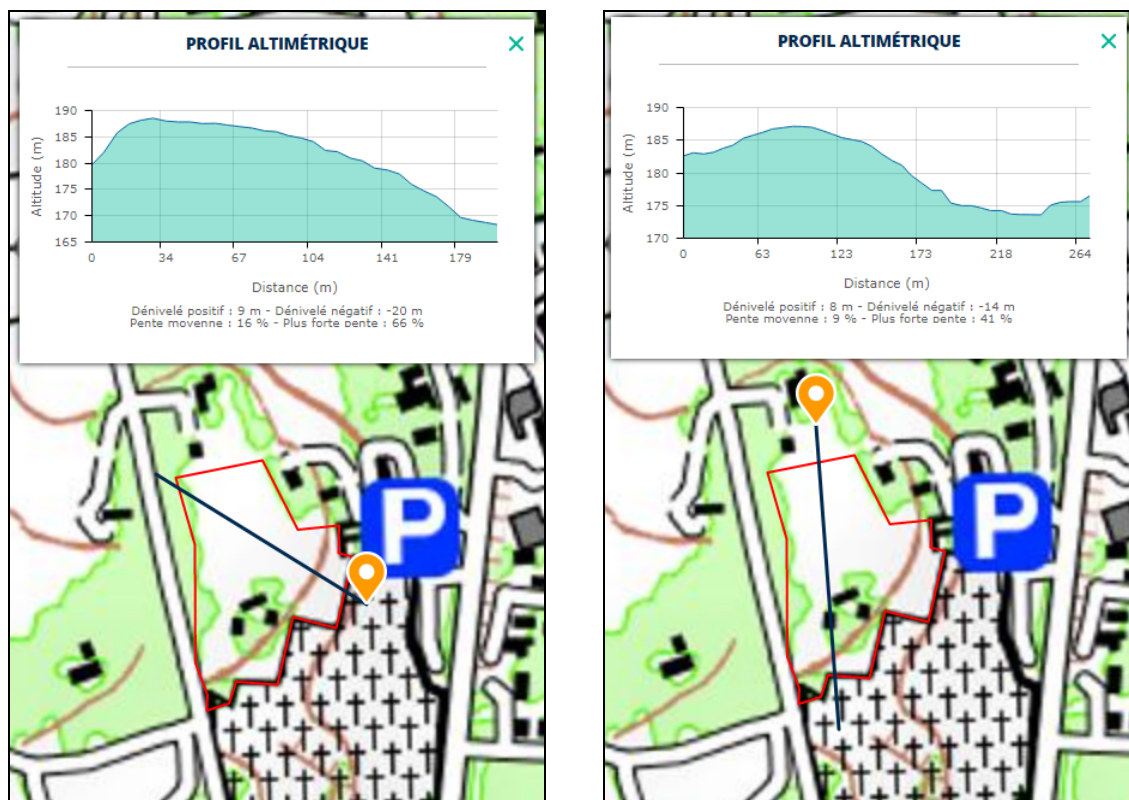 PROFIL ALTIMÉTRIQUE
Altitude (m)
190
185
180
175
170
165
0 34 67 104 141 179
Distance (m)
Dénivelé positif : 9 m - Dénivelé négatif : -20 m
Pente moyenne : 16 % - Plus forte pente : 66 %
P
PROFIL ALTIMÉTRIQUE
Altitude (m)
190
185
180
175
170
0 63 123 173 218 264
Distance (m)
Dénivelé positif : 8 m - Dénivelé négatif : -14 m
Pente moyenne : 9 % - Plus forte pente : 41 %
P